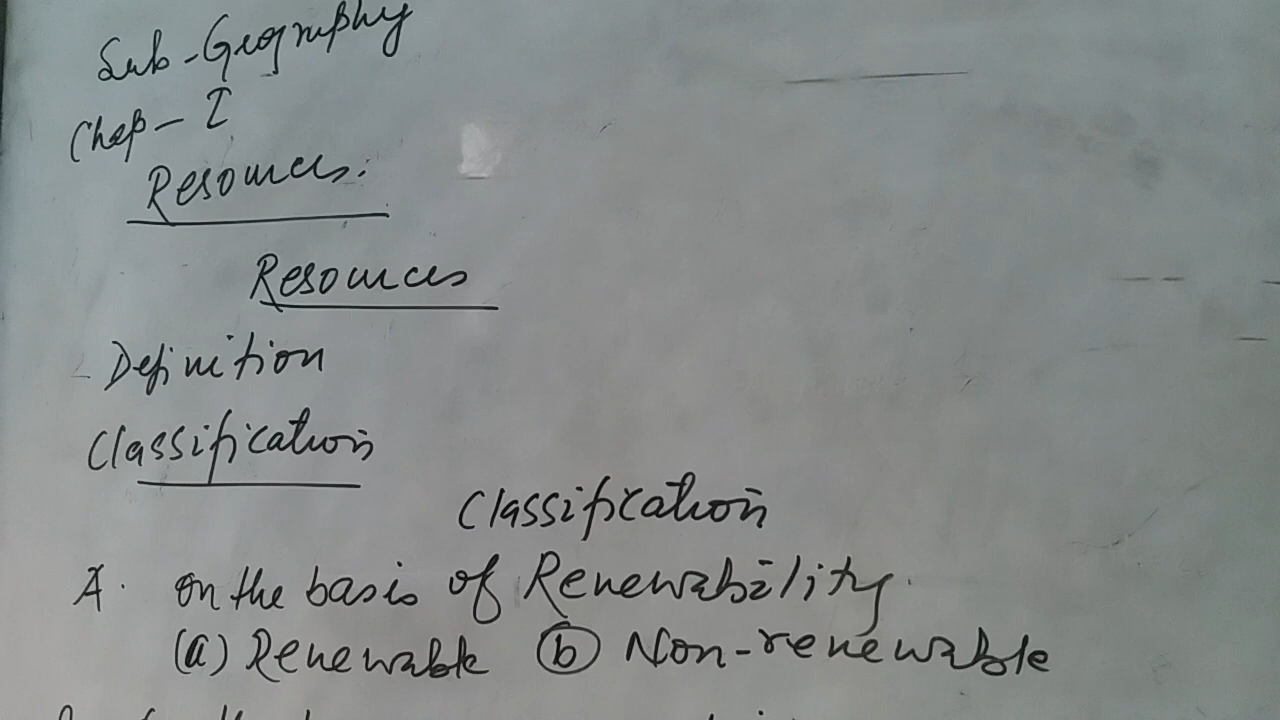 Sub-Geography
Chap- I
Resources:
Resources
- Definition
Classification
Classification
A. on the basis of Renewability.
(a) Renewable (b) Non-renewable